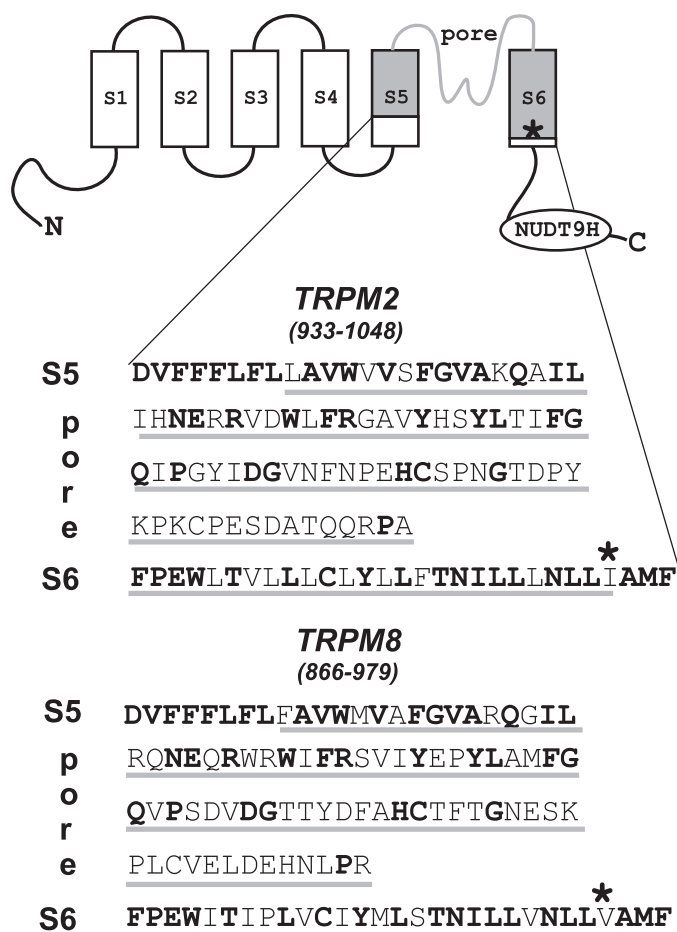 pore
S1 S2 S3 S4 S5 S6
*
N
NUDT9H
C
TRPM2
(933-1048)
S5 DVFFFLFLLAVWVVSFGVAKQAIL
p IHNERRVDWLFRGAVYHSYLTIFG
o
QIPGYIDGVNFNPEHCSPNGTDPY
r
e KPKCPESDATQQRPA
*
S6 FPEWLTVLLLCLYLLFTNILLLNLLIAMF
TRPM8
(866-979)
S5 DVFFFLFLFAVWMVAFGVARQGIL
p RQNEQRWRWIFRSVIYEPYLAMFG
o
QVPSDVDGTTYDFAHCTFTGNESK
r
e PLCVELDEHNLPR
*
S6 FPEWITIPLVCIYMLSTNILLVNLLVAMF